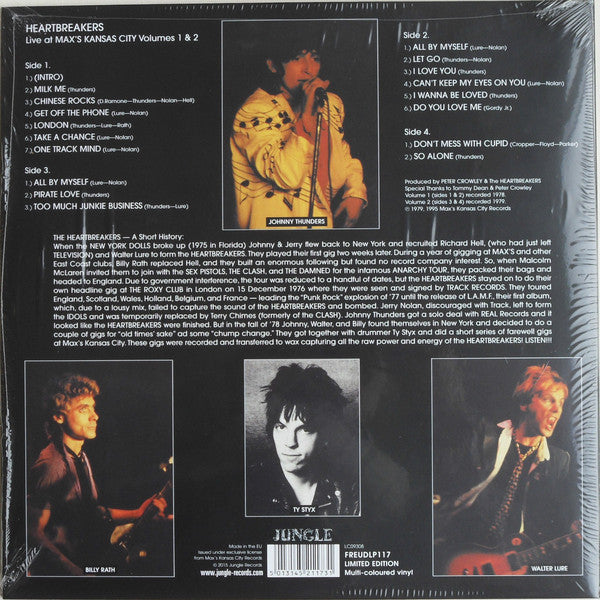 HEARTBREAKERS
Live at MAX'S KANSAS CITY Volumes 1 & 2
Side 1.
1.) (INTRO)
2.) MILK ME (Thunders)
3.) CHINESE ROCKS (D.Ramone—Thunders—Nolan—Hell)
4.) GET OFF THE PHONE (Lure—Nolan)
5.) LONDON (Thunders—Lure—Rath)
6.) TAKE A CHANCE (Lure—Nolan)
7.) ONE TRACK MIND (Lure—Nolan)
Side 3.
1.) ALL BY MYSELF (Lure—Nolan)
2.) PIRATE LOVE (Thunders)
3.) TOO MUCH JUNKIE BUSINESS (Thunders—Lure)
JOHNNY THUNDERS
Side 2.
1.) ALL BY MYSELF (Lure—Nolan)
2.) LET GO (Thunders—Nolan)
3.) I LOVE YOU (Thunders)
4.) CAN'T KEEP MY EYES ON YOU (Lure—Nolan)
5.) I WANNA BE LOVED (Thunders)
6.) DO YOU LOVE ME (Gordy Jr.)
Side 4.
1.) DON'T MESS WITH CUPID (Cropper—Floyd—Parker)
2.) SO ALONE (Thunders)
Produced by PETER CROWLEY & The HEARTBREAKERS
Special Thanks to Tommy Dean & Peter Crowley
Volume 1 (sides 1 & 2) recorded 1978.
Volume 2 (sides 3 & 4) recorded 1979.
℗ 1979, 1995 Max's Kansas City Records
THE HEARTBREAKERS — A Short History:
When the NEW YORK DOLLS broke up (1975 in Florida) Johnny & Jerry flew back to New York and recruited Richard Hell, (who had just left
TELEVISION) and Walter Lure to form the HEARTBREAKERS. They played their first gig two weeks later. During a year of gigging at MAX'S and other
East Coast clubs, Billy Rath replaced Hell, and they built an enormous following but found no record company interest. So, when Malcolm
McLaren invited them to join with the SEX PISTOLS, THE CLASH, and THE DAMNED for the infamous ANARCHY TOUR, they packed their bags and
headed to England. Due to government interference, the tour was reduced to a handful of dates, but the HEARTBREAKERS stayed on to do their
own headline gig at THE ROXY CLUB in London on 15 December 1976 where they were seen and signed by TRACK RECORDS. They toured
England, Scotland, Wales, Holland, Belgium, and France — leading the "Punk Rock" explosion of '77 until the release of L.A.M.F., their first album,
which, due to a lousy mix, failed to capture the sound of the HEARTBREAKERS and bombed. Jerry Nolan, discouraged with Track, left to form
the IDOLS and was temporarily replaced by Terry Chimes (formerly of the CLASH). Johnny Thunders got a solo deal with REAL Records and it
looked like the HEARTBREAKERS were finished. But in the fall of '78 Johnny, Walter, and Billy found themselves in New York and decided to do a
couple of gigs for "old times' sake" ad some "chump change." They got together with drummer Ty Styx and did a short series of farewell gigs
at Max's Kansas City. These gigs were recorded and transferred to wax capturing all the raw power and energy of the HEARTBREAKERS! LISTEN!!!
BILLY RATH
TY STYX
WALTER LURE
JUNGLE
Made in the EU
Issued under exclusive license
from Max's Kansas City Records
© 2015 Jungle Records
www.jungle-records.com
5 013145 211731
LC09308
FREUDLP117
LIMITED EDITION
Multi-coloured vinyl